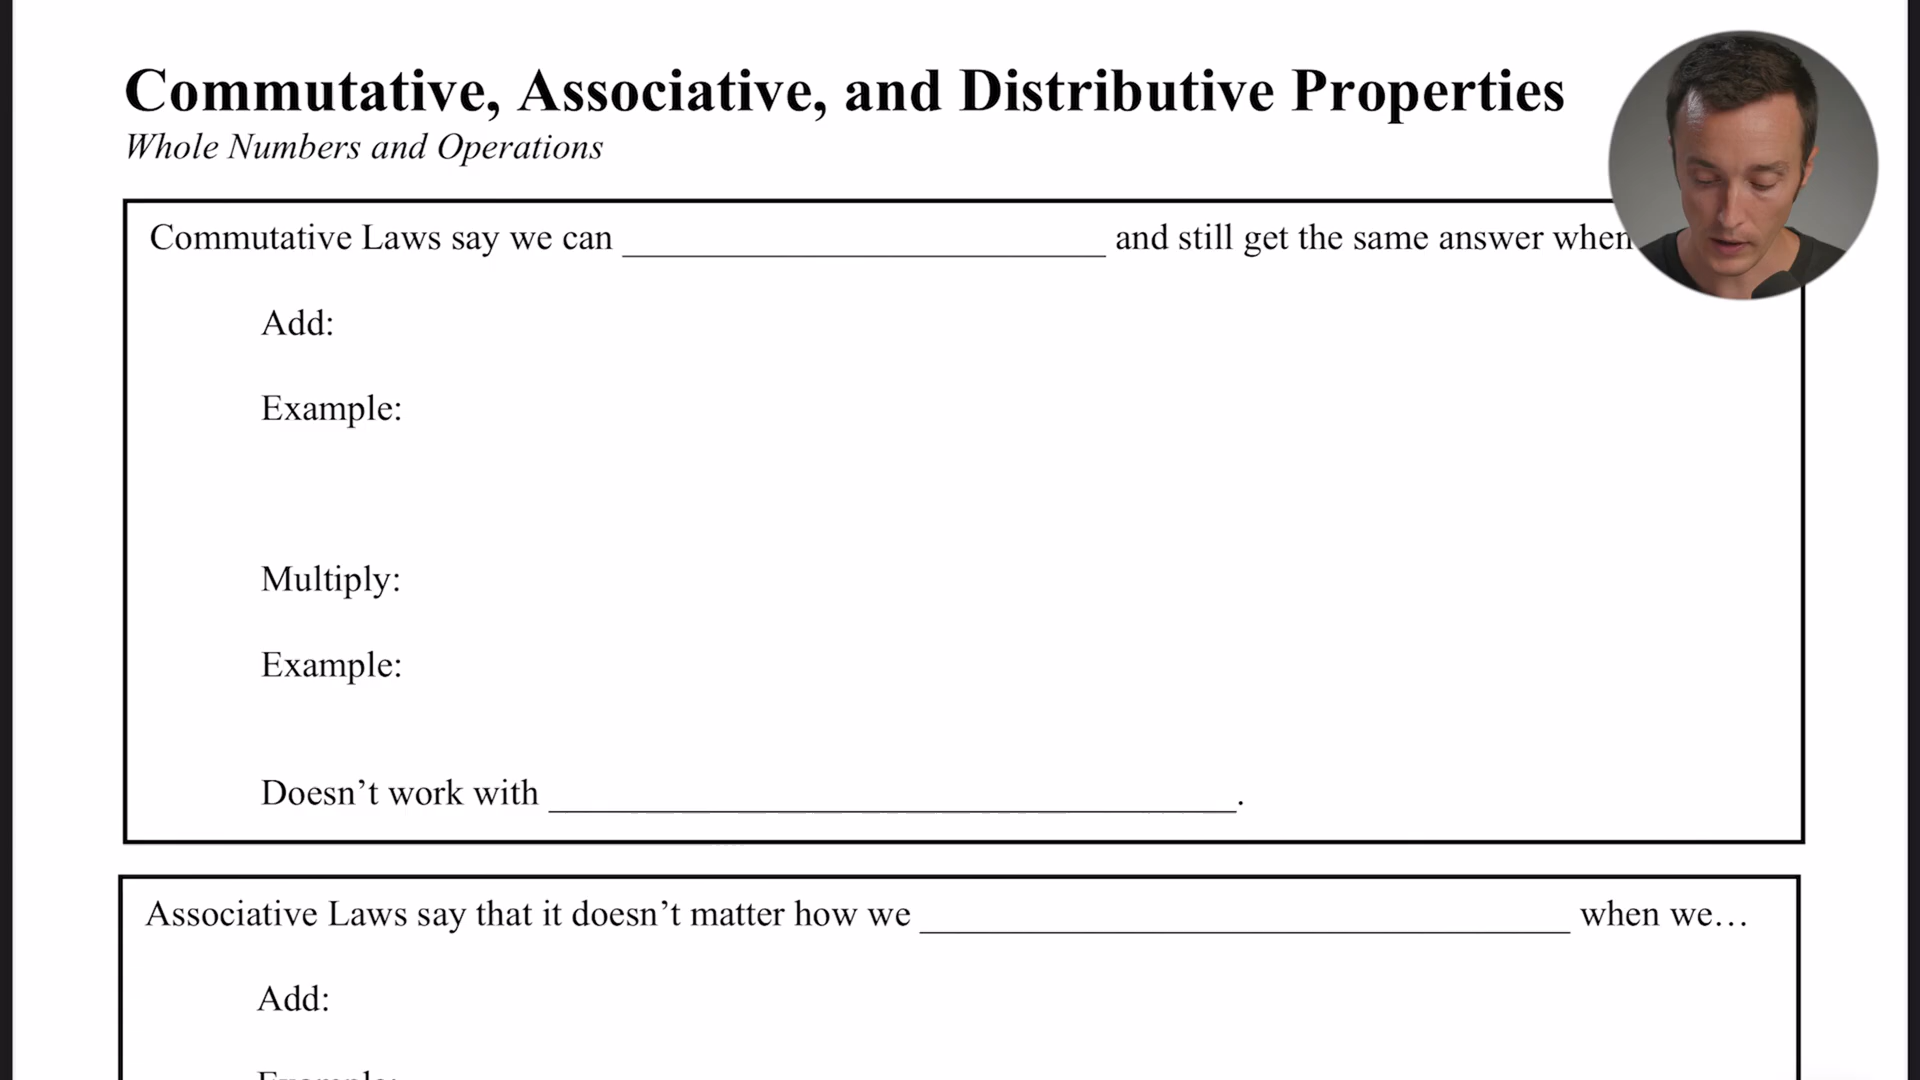 Commutative, Associative, and Distributive Properties
Whole Numbers and Operations
Commutative Laws say we can ____________________ and still get the same answer when
Add:
Example:
Multiply:
Example:
Doesn’t work with ____________________.
Associative Laws say that it doesn’t matter how we ____________________ when we…
Add: